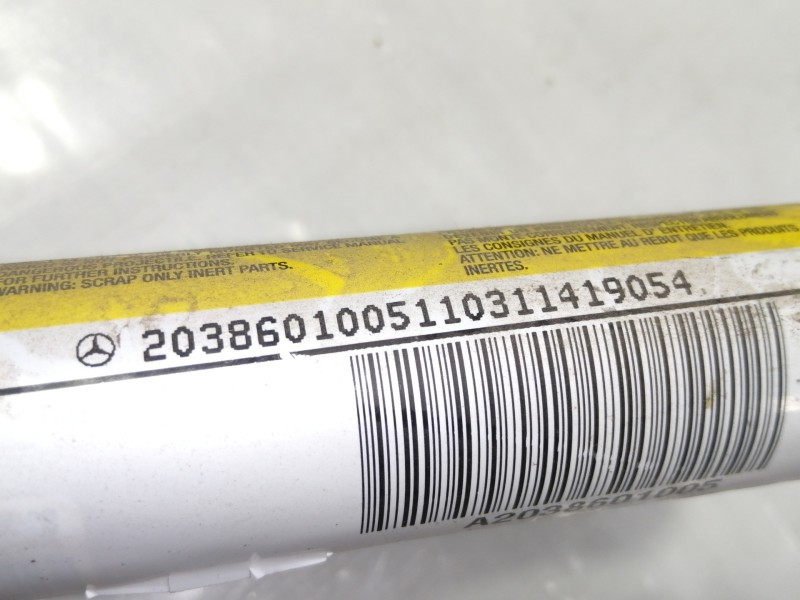 FOR FURTHER INSTRUCTIONS.
WARNING: SCRAP ONLY INERT PARTS.
LES CONSIGNES DU MANUEL D' ENTRETIEN
ATTENTION: NE METTRE AU REBUT QUE LES PRODUITS
INERTES.
2038601005110311419054
A2038601005